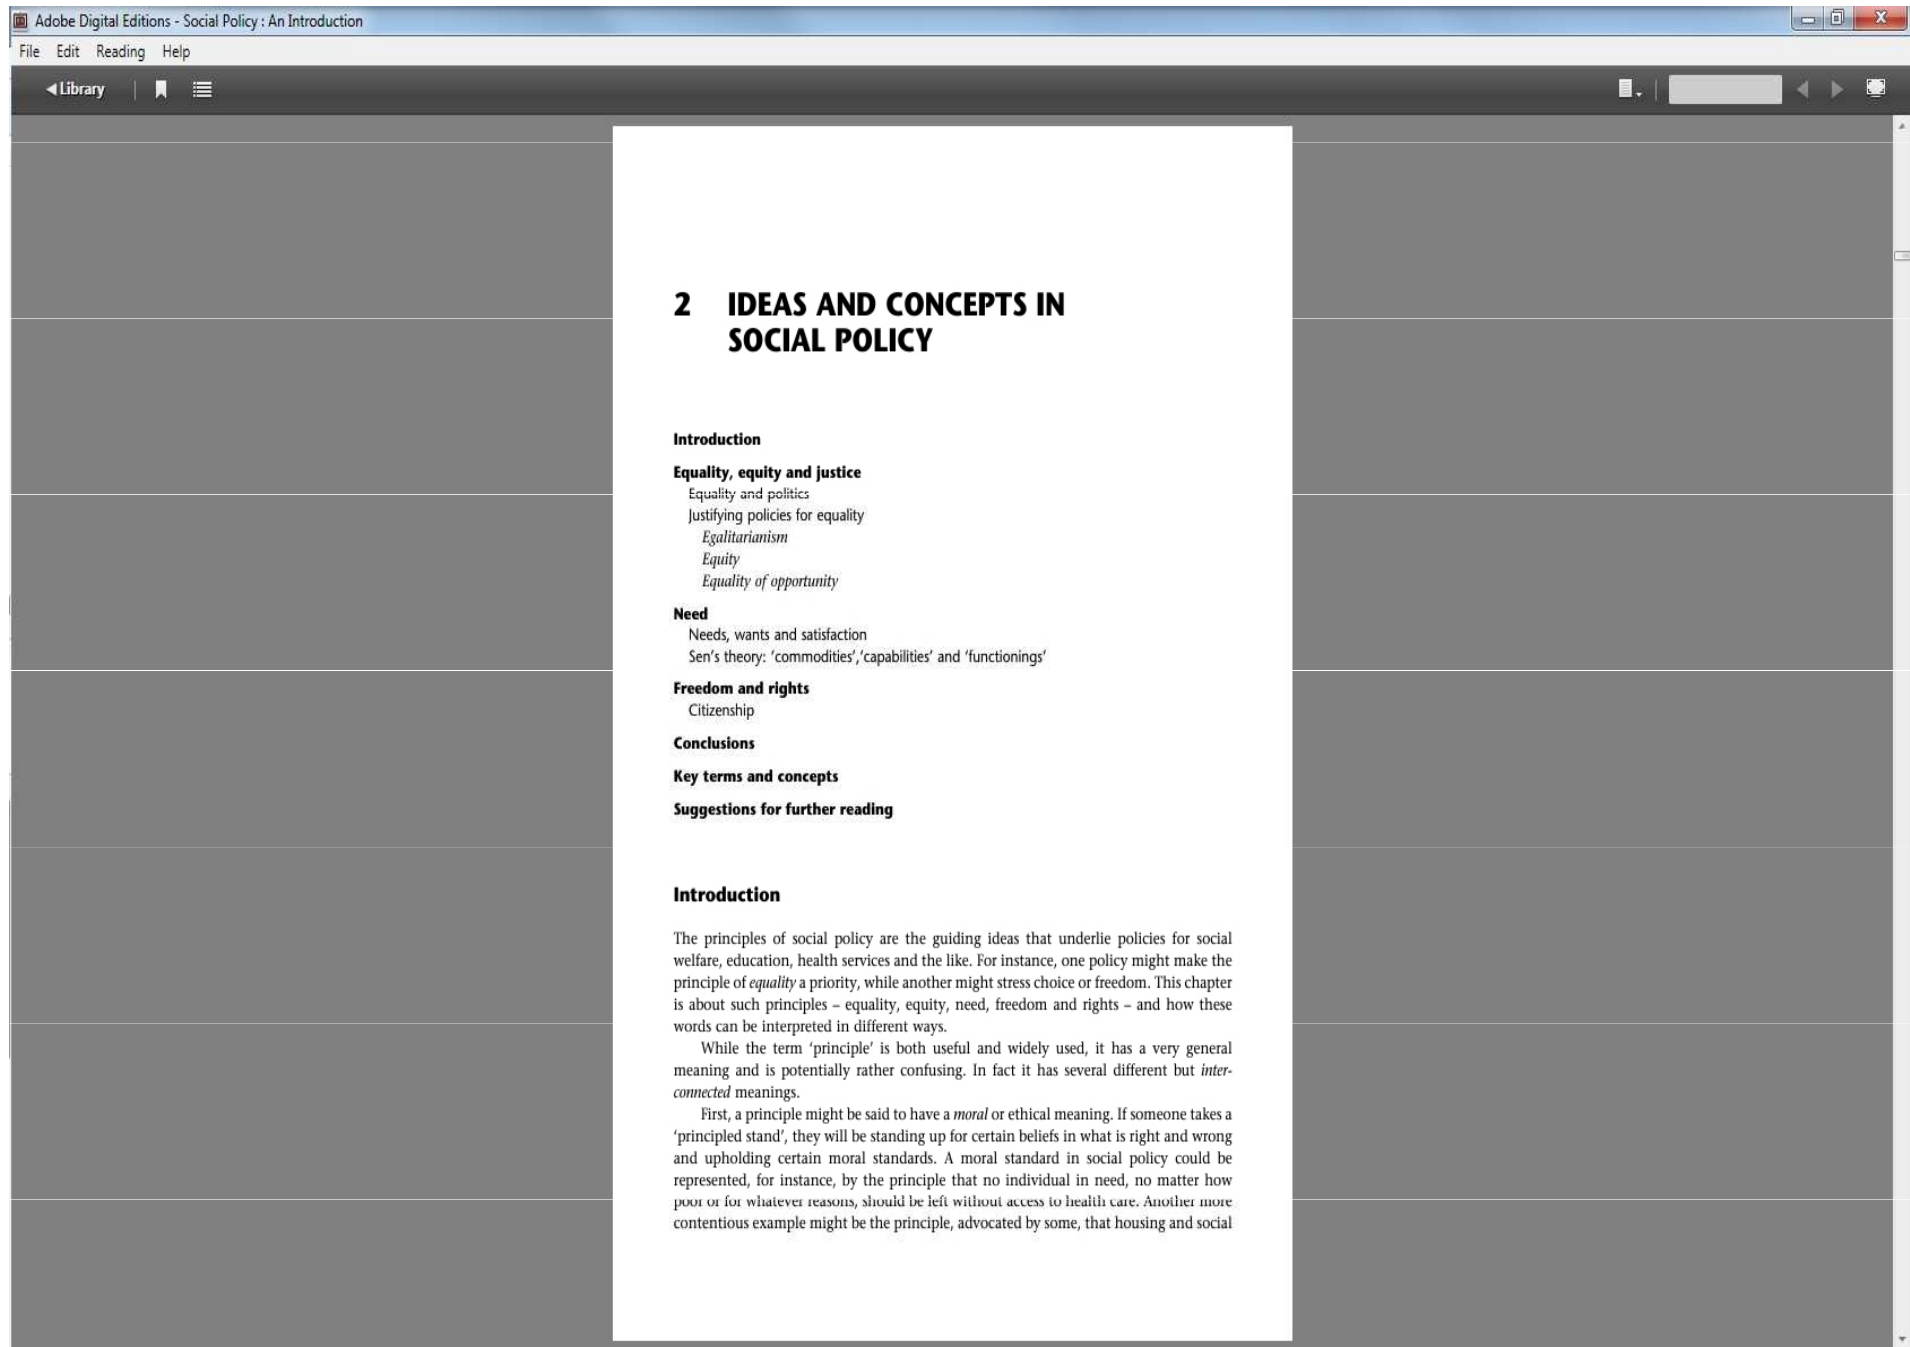 Adobe Digital Editions - Social Policy : An Introduction
File Edit Reading Help
Library
2 IDEAS AND CONCEPTS IN
SOCIAL POLICY
Introduction
Equality, equity and justice
Equality and politics
Justifying policies for equality
Egalitarianism
Equity
Equality of opportunity
Need
Needs, wants and satisfaction
Sen's theory: 'commodities','capabilities' and 'functionings'
Freedom and rights
Citizenship
Conclusions
Key terms and concepts
Suggestions for further reading
Introduction
The principles of social policy are the guiding ideas that underlie policies for social
welfare, education, health services and the like. For instance, one policy might make the
principle of equality a priority, while another might stress choice or freedom. This chapter
is about such principles – equality, equity, need, freedom and rights – and how these
words can be interpreted in different ways.
While the term 'principle' is both useful and widely used, it has a very general
meaning and is potentially rather confusing. In fact it has several different but inter-
connected meanings.
First, a principle might be said to have a moral or ethical meaning. If someone takes a
'principled stand', they will be standing up for certain beliefs in what is right and wrong
and upholding certain moral standards. A moral standard in social policy could be
represented, for instance, by the principle that no individual in need, no matter how
poor or for whatever reasons, should be left without access to health care. Another more
contentious example might be the principle, advocated by some, that housing and social